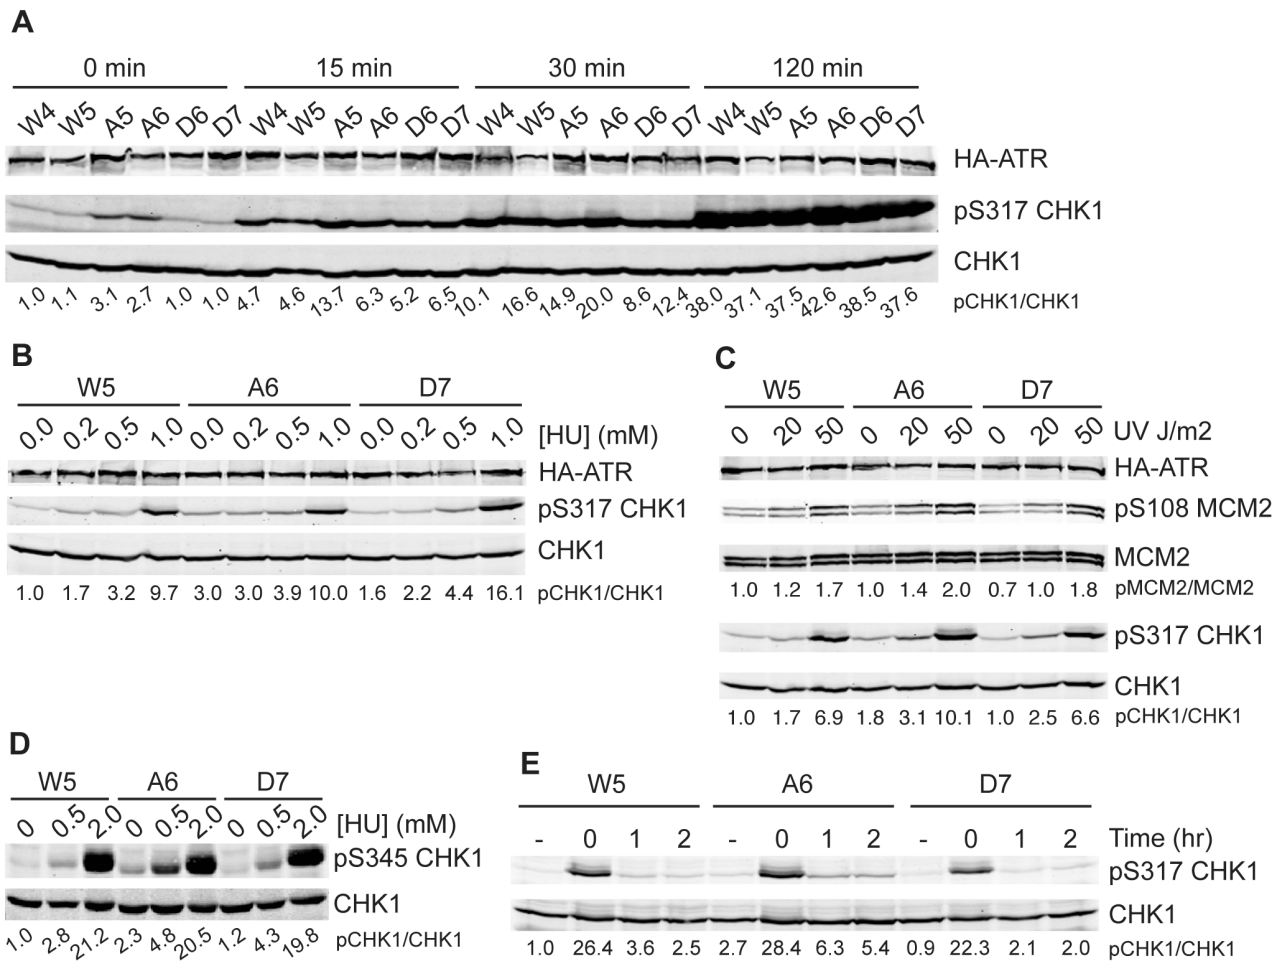 A
0 min 15 min 30 min 120 min
W4 W5 A5 A6 D6 D7 W4 W5 A5 A6 D6 D7 W4 W5 A5 A6 D7 D7 W4 W5 A5 A6 D6 D7
HA-ATR
pS317 CHK1
CHK1
1.0 1.1 3.1 2.7 1.0 1.0 4.7 4.6 13.7 6.3 5.2 6.5 10.1 16.6 14.9 20.0 8.6 12.4 38.0 37.1 37.5 42.6 38.5 37.6 pCHK1/CHK1
B
W5 A6 D7
0.0 0.2 0.5 1.0 0.0 0.2 0.5 1.0 0.0 0.2 0.5 1.0 [HU] (mM)
HA-ATR
pS317 CHK1
CHK1
1.0 1.7 3.2 9.7 3.0 3.0 3.9 10.0 1.6 2.2 4.4 16.1 pCHK1/CHK1
C
W5 A6 D7
0 20 50 0 20 50 0 20 50 UV J/m2
HA-ATR
pS108 MCM2
MCM2
1.0 1.2 1.7 1.0 1.4 2.0 0.7 1.0 1.8 pMCM2/MCM2
pS317 CHK1
CHK1
1.0 1.7 6.9 1.8 3.1 10.1 1.0 2.5 6.6 pCHK1/CHK1
D
W5 A6 D7
0 0.5 2.0 0 0.5 2.0 0 0.5 2.0 [HU] (mM)
pS345 CHK1
CHK1
1.0 2.8 21.2 2.3 4.8 20.5 1.2 4.3 19.8 pCHK1/CHK1
E
W5 A6 D7
- 0 1 2 - 0 1 2 - 0 1 2 Time (hr)
pS317 CHK1
CHK1
1.0 26.4 3.6 2.5 2.7 28.4 6.3 5.4 0.9 22.3 2.1 2.0 pCHK1/CHK1